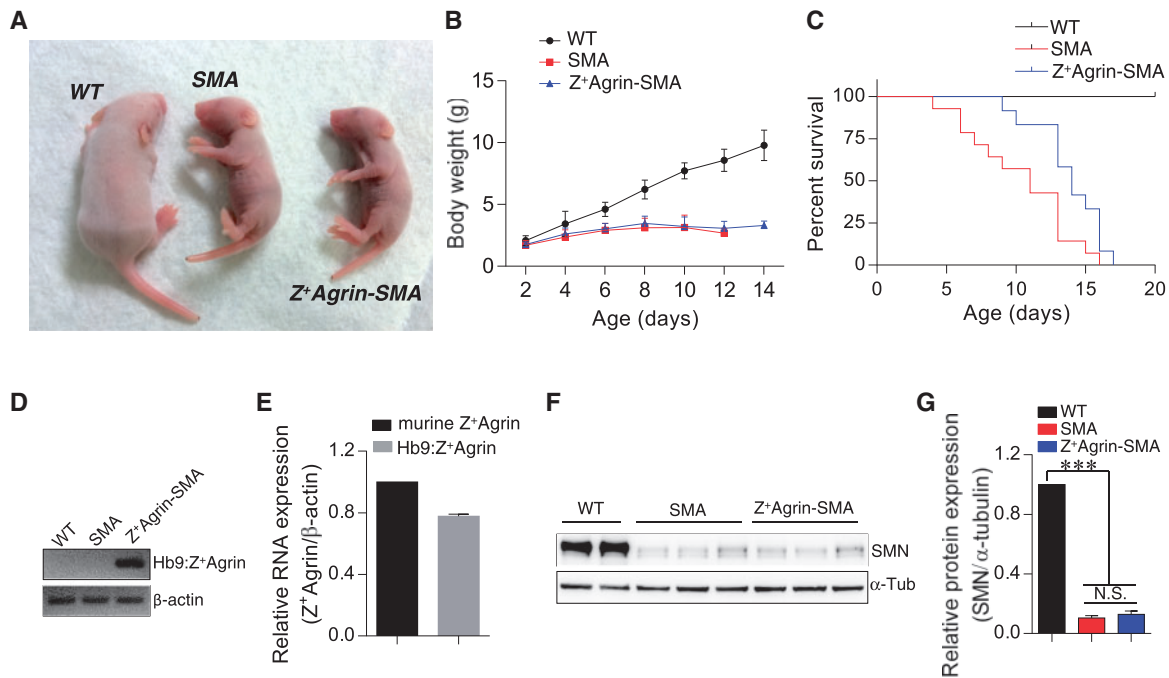 A
WT
SMA
Z+Agrin-SMA
B
WT
SMA
Z+Agrin-SMA
Body weight (g)
15
10
5
0
2 4 6 8 10 12 14
Age (days)
C
WT
SMA
Z+Agrin-SMA
Percent survival
100
75
50
25
0
0 5 10 15 20
Age (days)
D
WT SMA Z+Agrin-SMA
Hb9:Z+Agrin
β-actin
E
murine Z+Agrin
Hb9:Z+Agrin
Relative RNA expression
(Z+Agrin/β-actin)
1.2
0.8
0.4
0.0
F
WT SMA Z+Agrin-SMA
SMN
α-Tub
G
WT
SMA
Z+Agrin-SMA
Relative protein expression
(SMN/α-tubulin)
1.2
0.8
0.4
0.0
***
N.S.